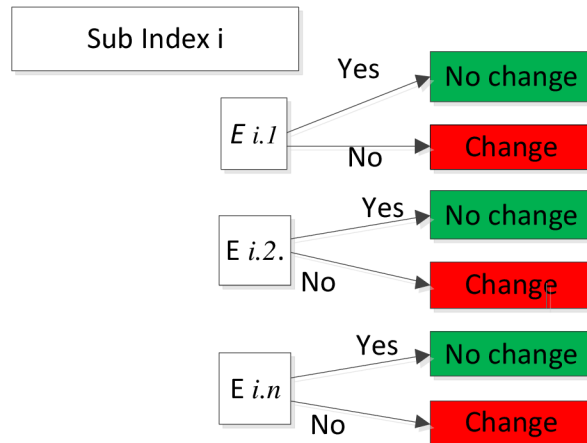 Sub Index i
Yes
No change
E i.1
No
Change
Yes
No change
E i.2.
No
Change
Yes
No change
E i.n
No
Change